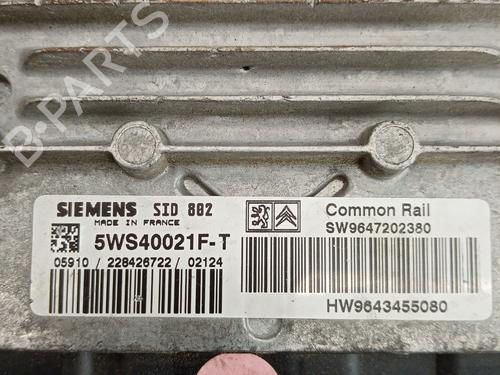 B-PARTS
SIEMENS SID 802
MADE IN FRANCE
5WS40021F-T
05910 / 228426722 / 02124
Common Rail
SW9647202380
HW9643455080